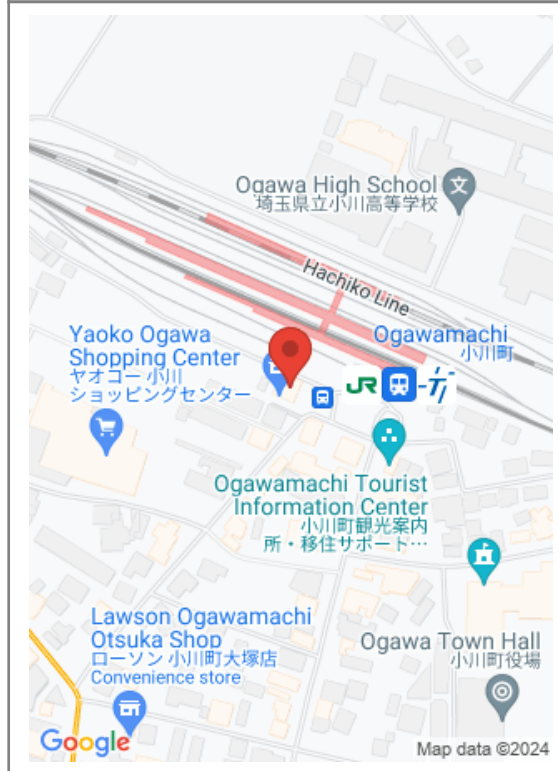 Ogawa High School
埼玉県立小川高等学校
文
Hachiko Line
Ogawamachi
小川町
Yaoko Ogawa
Shopping Center
ヤオコー 小川
ショッピングセンター
JR
Ogawamachi Tourist
Information Center
小川町観光案内
所・移住サポート…
Lawson Ogawamachi
Otsuka Shop
ローソン 小川町大塚店
Convenience store
Ogawa Town Hall
小川町役場
Google
Map data ©2024